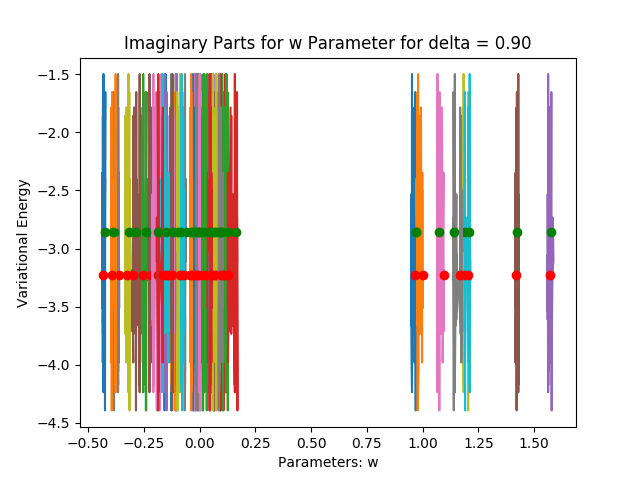 Imaginary Parts for w Parameter for delta = 0.90
Variational Energy
−1.5
−2.0
−2.5
−3.0
−3.5
−4.0
−4.5
−0.50 −0.25 0.00 0.25 0.50 0.75 1.00 1.25 1.50
Parameters: w